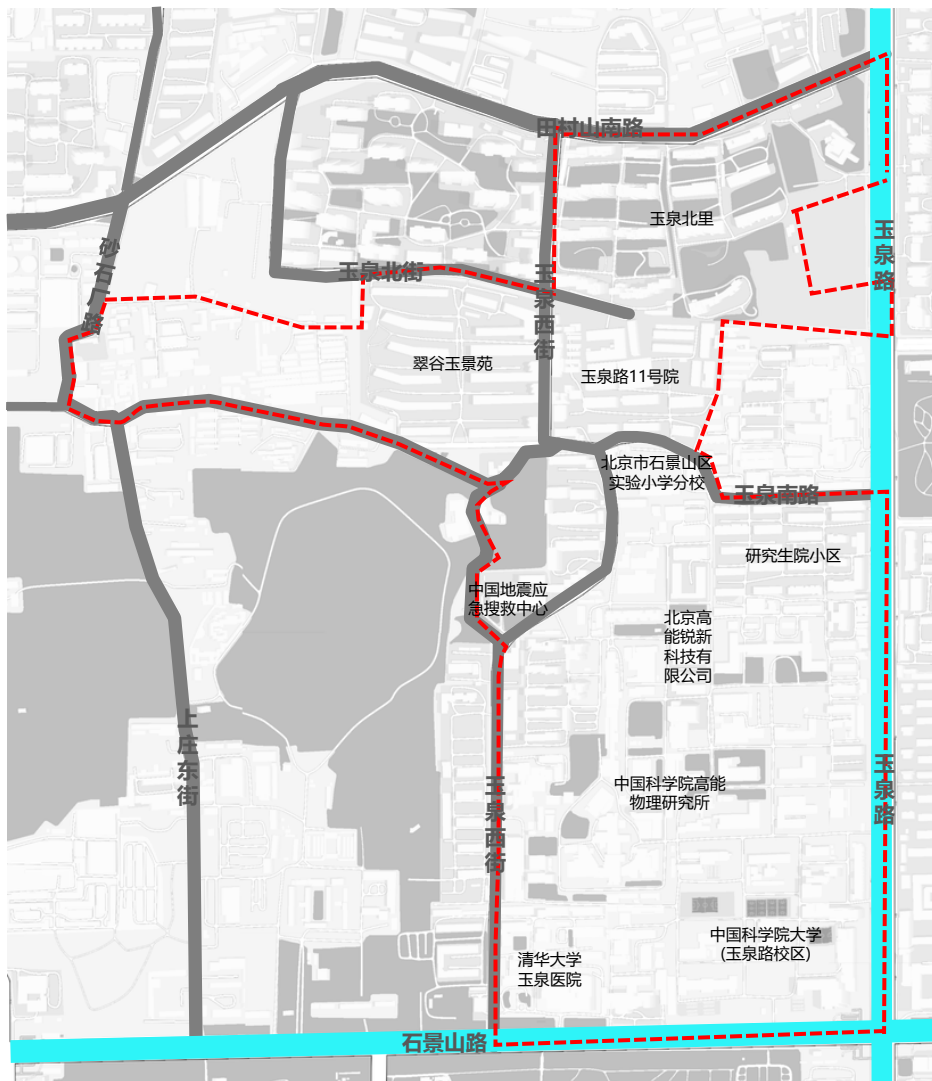 田村山南路
玉泉北里
玉泉路
砂石厂路
玉泉北街
玉泉西街
翠谷玉景苑
玉泉路11号院
北京市石景山区
实验小学分校
玉泉南路
研究生院小区
中国地震应
急搜救中心
北京高
能锐新
科技有
限公司
上庄东街
玉泉西街
中国科学院高能
物理研究所
玉泉路
中国科学院大学
(玉泉路校区)
清华大学
玉泉医院
石景山路